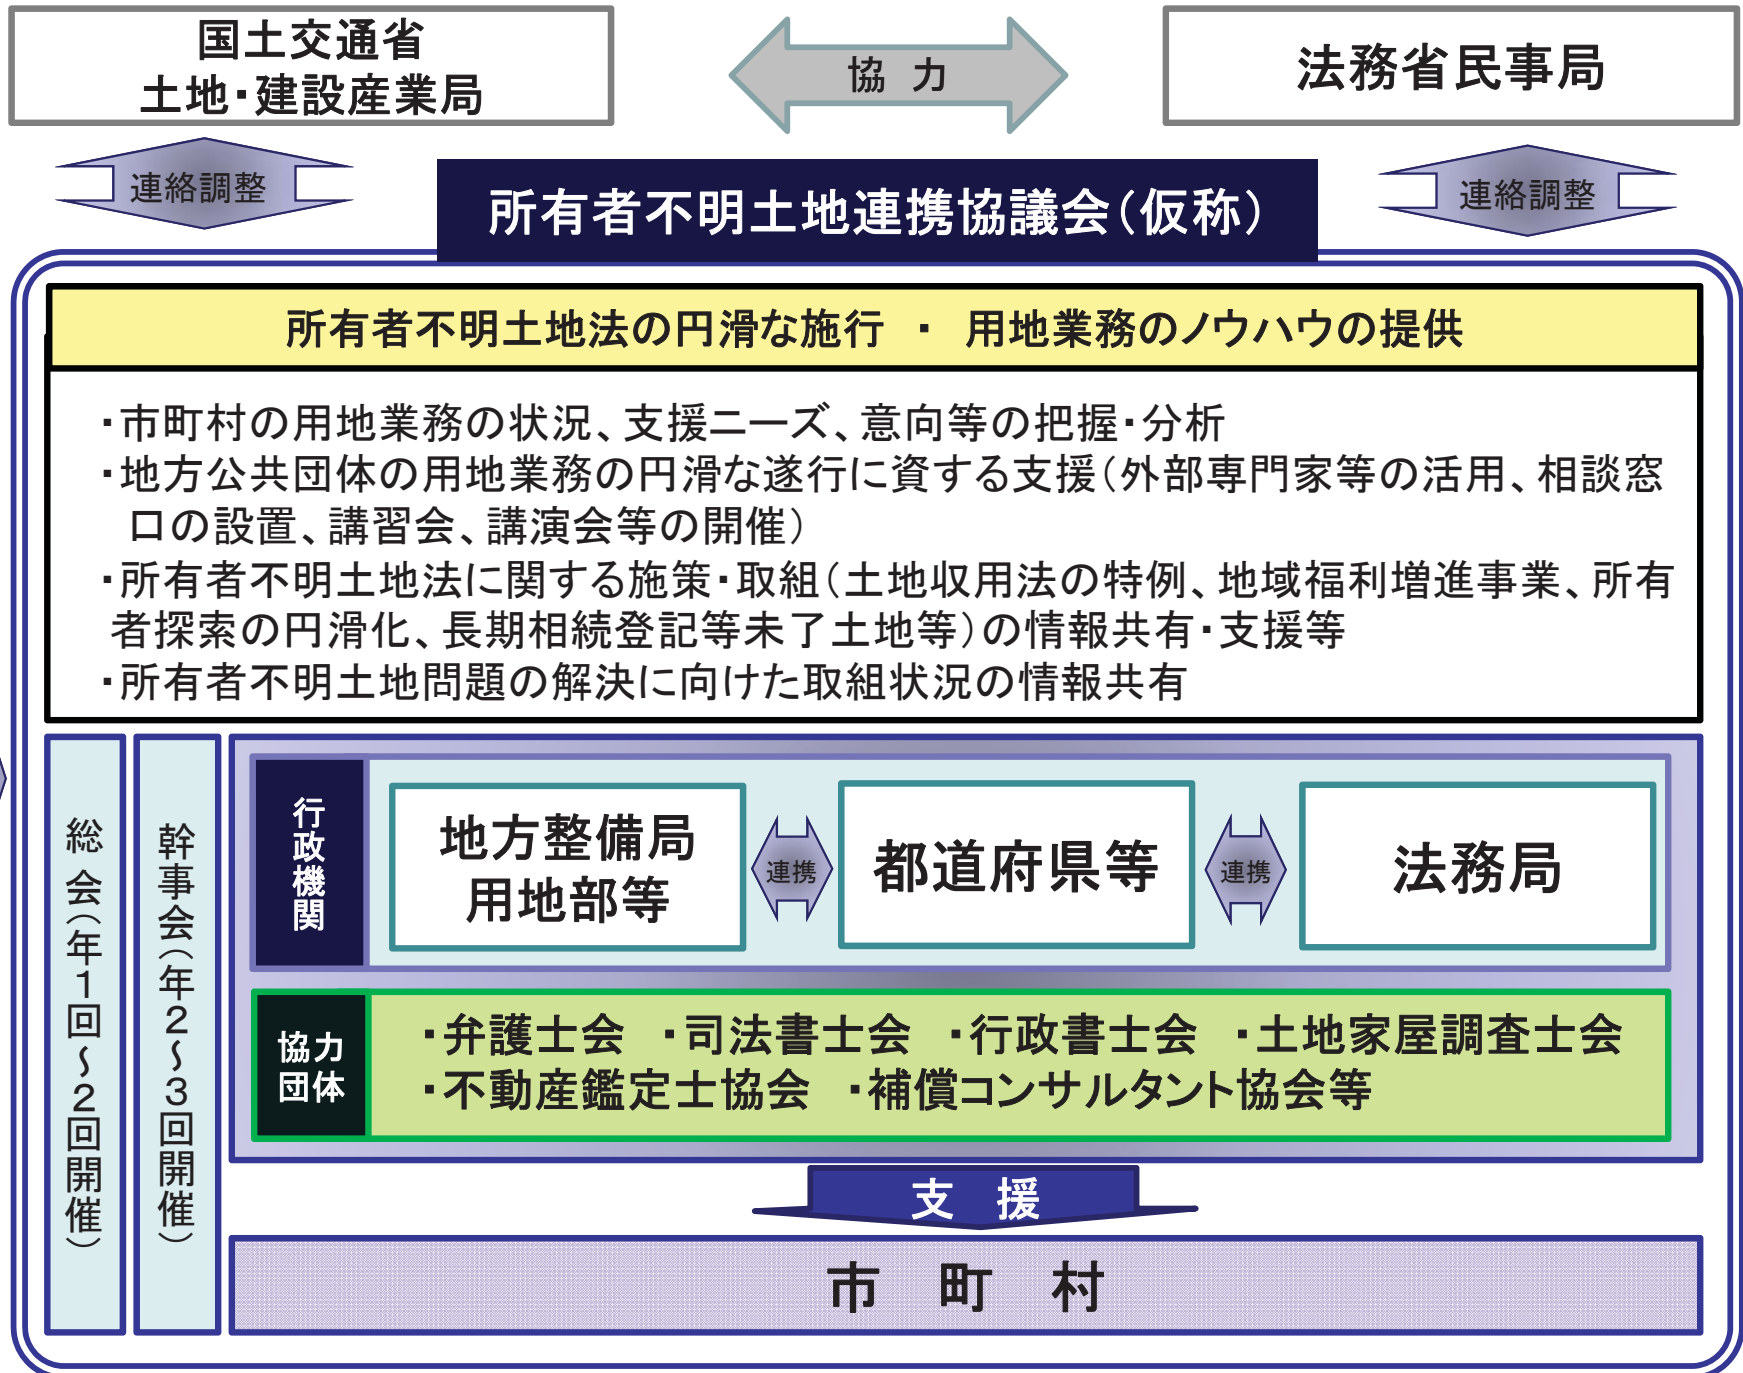 国土交通省
土地・建設産業局
協 力
法務省民事局
連絡調整
所有者不明土地連携協議会（仮称）
連絡調整
所有者不明土地法の円滑な施行 ・ 用地業務のノウハウの提供
・市町村の用地業務の状況、支援ニーズ、意向等の把握・分析
・地方公共団体の用地業務の円滑な遂行に資する支援（外部専門家等の活用、相談窓
口の設置、講習会、講演会等の開催）
・所有者不明土地法に関する施策・取組（土地収用法の特例、地域福利増進事業、所有
者探索の円滑化、長期相続登記等未了土地等）の情報共有・支援等
・所有者不明土地問題の解決に向けた取組状況の情報共有
総会（年１回～２回開催）
幹事会（年２～３回開催）
行政機関
地方整備局
用地部等
連携
都道府県等
連携
法務局
協力
団体
・弁護士会 ・司法書士会 ・行政書士会 ・土地家屋調査士会
・不動産鑑定士協会 ・補償コンサルタント協会等
支 援
市 町 村